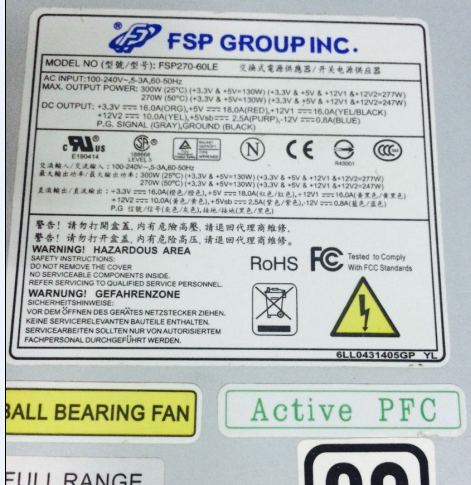 FSP GROUP INC.
MODEL NO (型號/型号): FSP270-60LE 交換式電源供應器/开关电源供应器
AC INPUT:100-240V~,5-3A,60-50Hz
MAX. OUTPUT POWER: 300W (25°C) (+3.3V & +5V=130W) (+3.3V & +5V & +12V1 &+12V2=277W)
270W (50°C) (+3.3V & +5V=130W) (+3.3V & +5V & +12V1 &+12V2=247W)
DC OUTPUT: +3.3V ⎓ 16.0A(ORG),+5V ⎓ 18.0A(RED),+12V1 ⎓ 16.0A(YEL/BLACK)
+12V2 ⎓ 10.0A(YEL),+5Vsb⎓ 2.5A(PURP),-12V⎓ 0.8A(BLUE)
P.G. SIGNAL (GRAY),GROUND (BLACK)
c RU us
E190414
LEVEL 3
N
CE
R43001
CCC
交流輸入/交流输入: 100-240V~,5-3A,60-50Hz
最大輸出功率/最大输出功率: 300W (25°C) (+3.3V & +5V=130W) (+3.3V & +5V & +12V1&+12V2=277W)
270W (50°C) (+3.3V & +5V=130W) (+3.3V & +5V & +12V1&+12V2=247W)
直流輸出/直流输出: +3.3V ⎓ 16.0A(橙色/橙色),+5V ⎓ 18.0A(紅色/红色),+12V1 ⎓ 16.0A(黃黑色/黄黑色)
+12V2 ⎓ 10.0A(黃色/黄色),+5Vsb ⎓ 2.5A(紫色/紫色),-12V⎓ 0.8A(藍色/蓝色)
P.G 信號/信号(灰色/灰色),接地/接地(黑色/黑色)
警告! 請勿打開盒蓋, 內有危險高壓, 請退回代理商維修.
警告! 请勿打开盒盖, 内有危险高压, 请退回代理商维修.
WARNING! HAZARDOUS AREA
SAFETY INSTRUCTIONS:
DO NOT REMOVE THE COVER
NO SERVICEABLE COMPONENTS INSIDE.
REFER SERVICING TO QUALIFIED SERVICE PERSONNEL.
WARNUNG! GEFAHRENZONE
SICHERHEITSHINWEISE:
VOR DEM ÖFFNEN DES GERÄTES NETZSTECKER ZIEHEN.
KEINE SERVICERELEVANTEN BAUTEILE ENTHALTEN.
SERVICEARBEITEN SOLLTEN NUR VON AUTORISIERTEM
FACHPERSONAL DURCHGEFÜHRT WERDEN.
RoHS
FC Tested to Comply
With FCC Standards
6LL0431405GP YL
BALL BEARING FAN
Active PFC
FULL RANGE